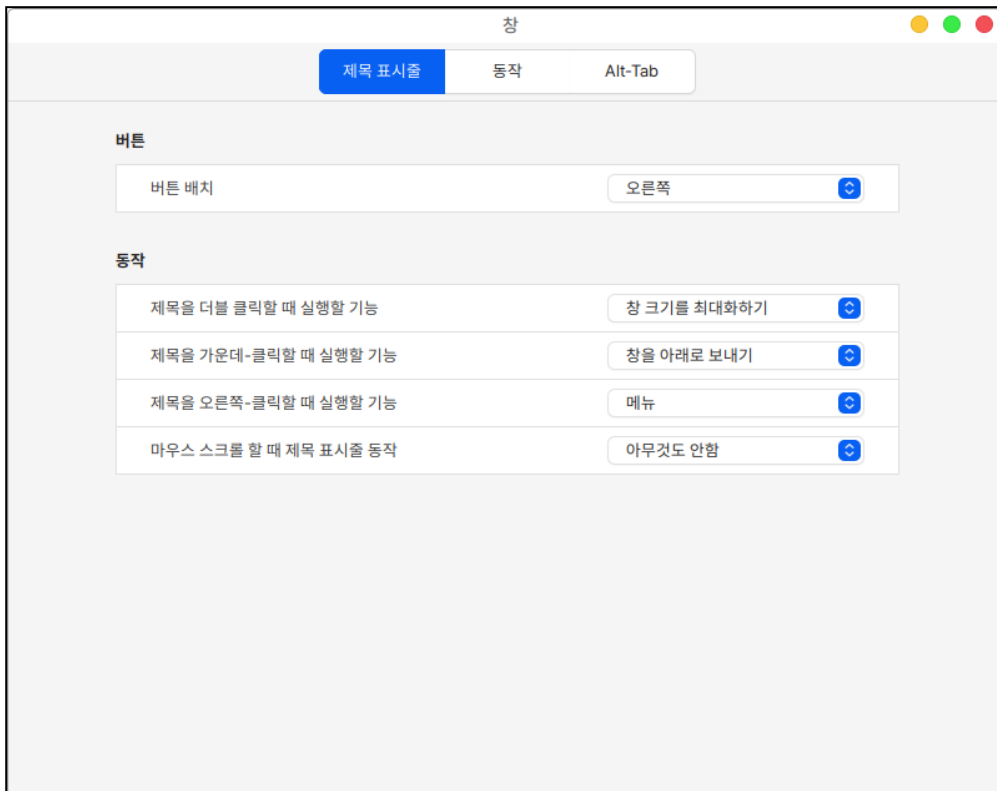 창
제목 표시줄 동작 Alt-Tab
버튼
버튼 배치 오른쪽
동작
제목을 더블 클릭할 때 실행할 기능 창 크기를 최대화하기
제목을 가운데-클릭할 때 실행할 기능 창을 아래로 보내기
제목을 오른쪽-클릭할 때 실행할 기능 메뉴
마우스 스크롤 할 때 제목 표시줄 동작 아무것도 안함